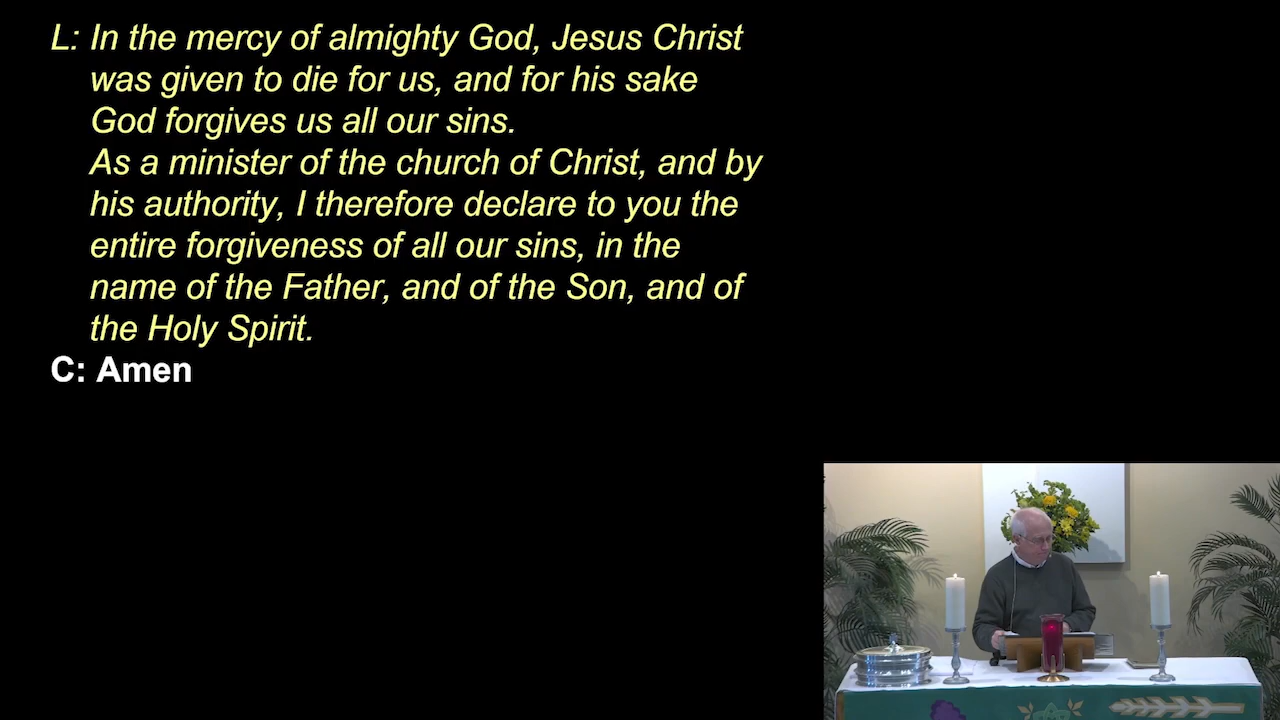 L: In the mercy of almighty God, Jesus Christ
was given to die for us, and for his sake
God forgives us all our sins.
As a minister of the church of Christ, and by
his authority, I therefore declare to you the
entire forgiveness of all our sins, in the
name of the Father, and of the Son, and of
the Holy Spirit.
C: Amen